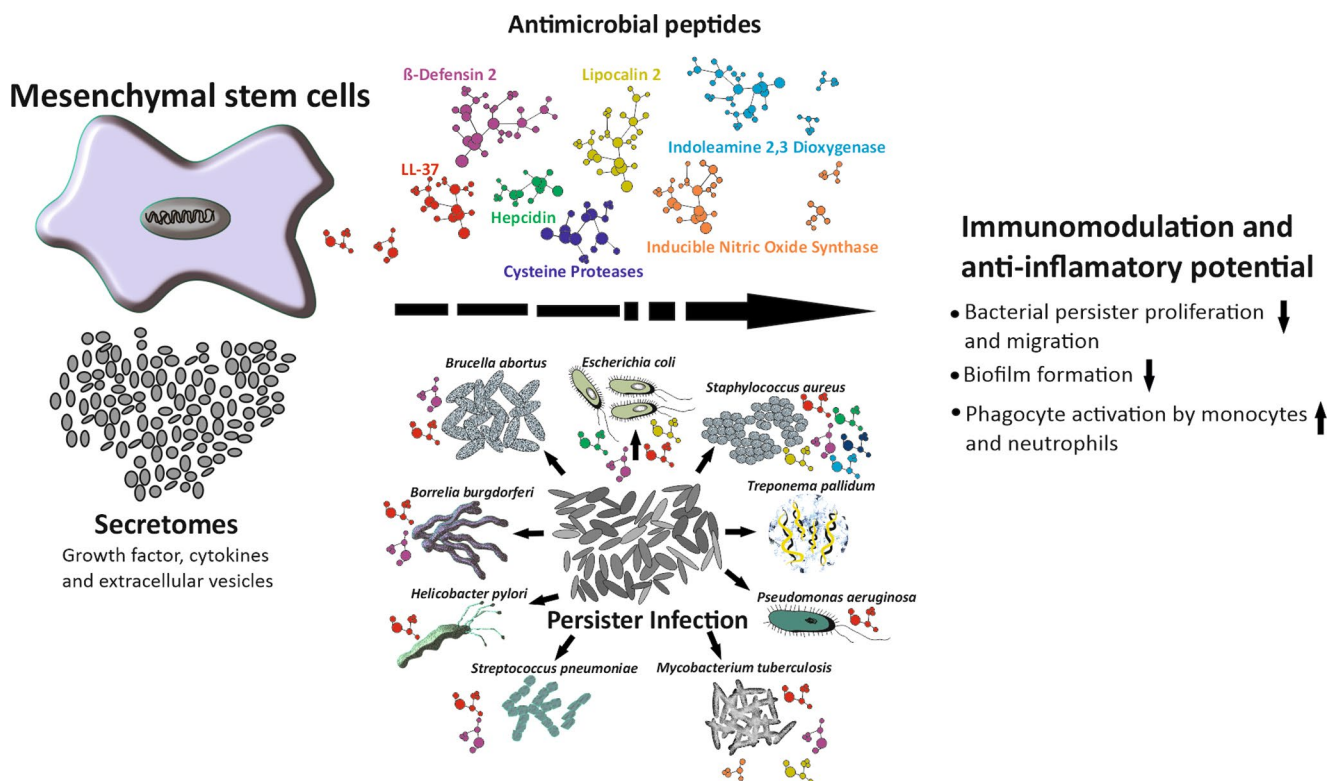 Antimicrobial peptides
Mesenchymal stem cells
ß-Defensin 2
Lipocalin 2
Indoleamine 2,3 Dioxygenase
LL-37
Hepcidin
Inducible Nitric Oxide Synthase
Cysteine Proteases
Secretomes
Growth factor, cytokines
and extracellular vesicles
Brucella abortus
Escherichia coli
Staphylococcus aureus
Borrelia burgdorferi
Treponema pallidum
Helicobacter pylori
Pseudomonas aeruginosa
Persister Infection
Streptococcus pneumoniae
Mycobacterium tuberculosis
Immunomodulation and
anti-inflamatory potential
• Bacterial persister proliferation
and migration
• Biofilm formation
• Phagocyte activation by monocytes
and neutrophils